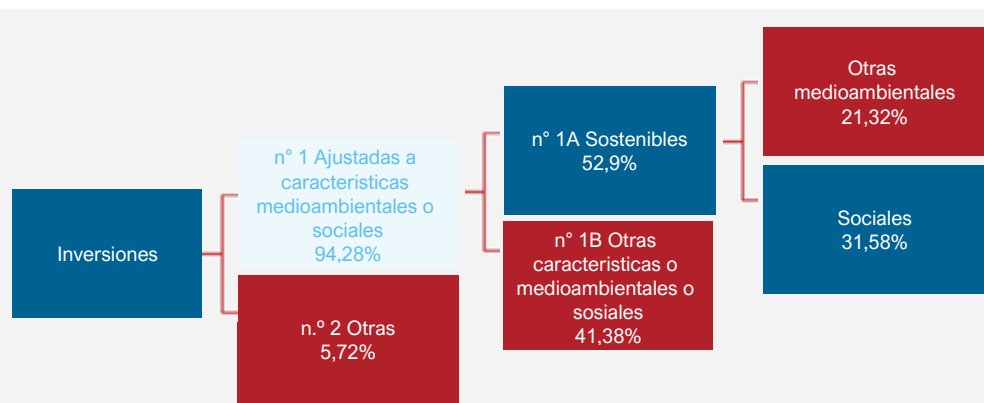 Inversiones
n° 1 Ajustadas a
caracteristicas
medioambientales o
sociales
94,28%
n.º 2 Otras
5,72%
n° 1A Sostenibles
52,9%
n° 1B Otras
caracteristicas o
medioambientales o
sosiales
41,38%
Otras
medioambientales
21,32%
Sociales
31,58%